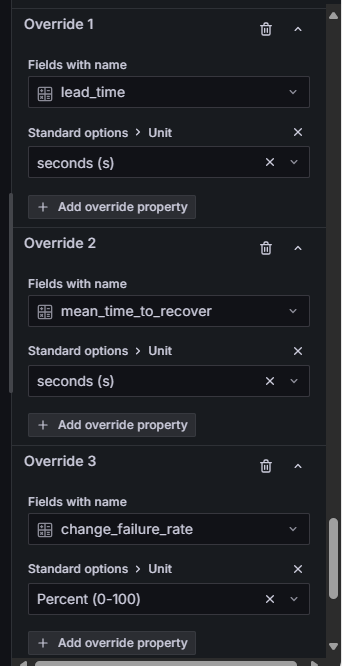 Override 1
Fields with name
lead_time
Standard options > Unit
seconds (s)
+ Add override property
Override 2
Fields with name
mean_time_to_recover
Standard options > Unit
seconds (s)
+ Add override property
Override 3
Fields with name
change_failure_rate
Standard options > Unit
Percent (0-100)
+ Add override property